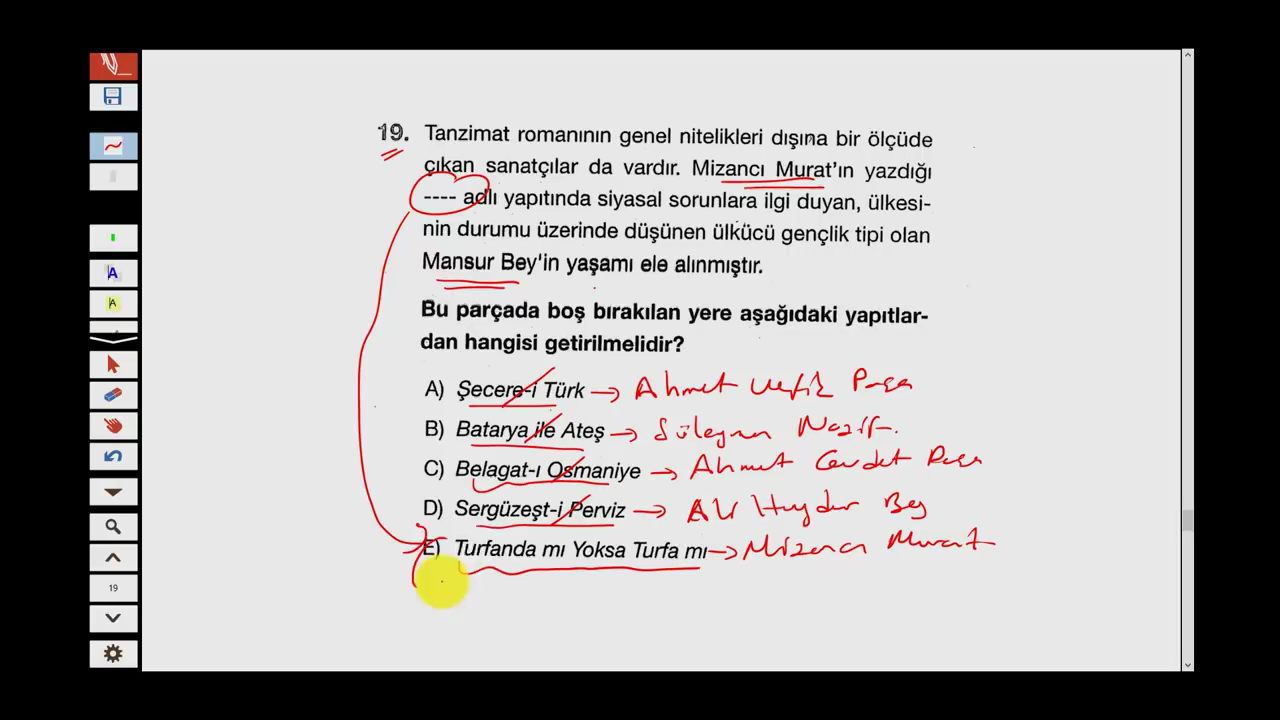 19. Tanzimat romanının genel nitelikleri dışına bir ölçüde
çıkan sanatçılar da vardır. Mizancı Murat'ın yazdığı
---- adlı yapıtında siyasal sorunlara ilgi duyan, ülkesi-
nin durumu üzerinde düşünen ülkücü gençlik tipi olan
Mansur Bey'in yaşamı ele alınmıştır.
Bu parçada boş bırakılan yere aşağıdaki yapıtlar-
dan hangisi getirilmelidir?
A) Şecere-i Türk → Ahmet Vefik Paşa
B) Batarya ile Ateş → Süleyman Nazif.
C) Belagat-ı Osmaniye → Ahmet Cevdet Paşa
D) Sergüzeşt-i Perviz → Ali Haydar Bey
E) Turfanda mı Yoksa Turfa mı → Mizancı Murat
A
A
19